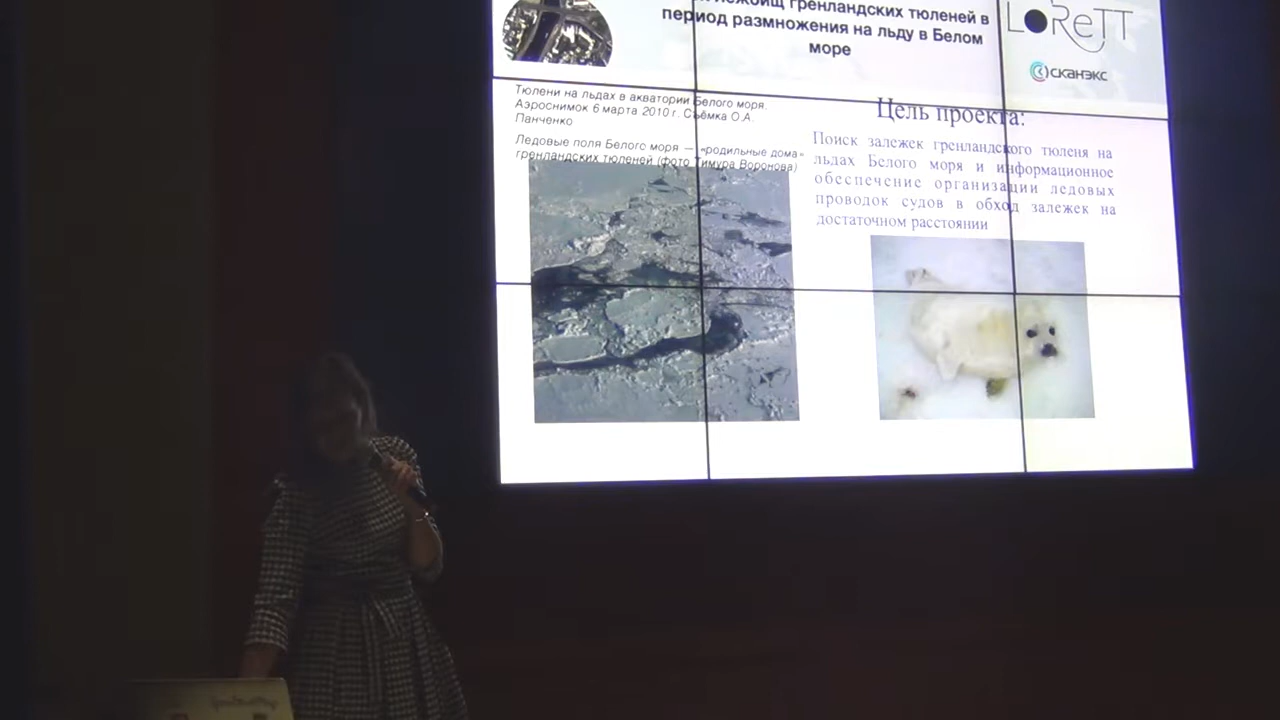 гренландских тюленей в
период размножения на льду в Белом
море
LoReTT
сканэкс
Тюлени на льдах в акватории Белого моря.
Аэроснимок 6 марта 2010 г. Съёмка О.А.
Панченко
Ледовые поля Белого моря — «родильные дома»
гренландских тюленей (фото Тимура Воронова)
Цель проекта:
Поиск залежек гренландского тюленя на
льдах Белого моря и информационное
обеспечение организации ледовых
проводок судов в обход залежек на
достаточном расстоянии